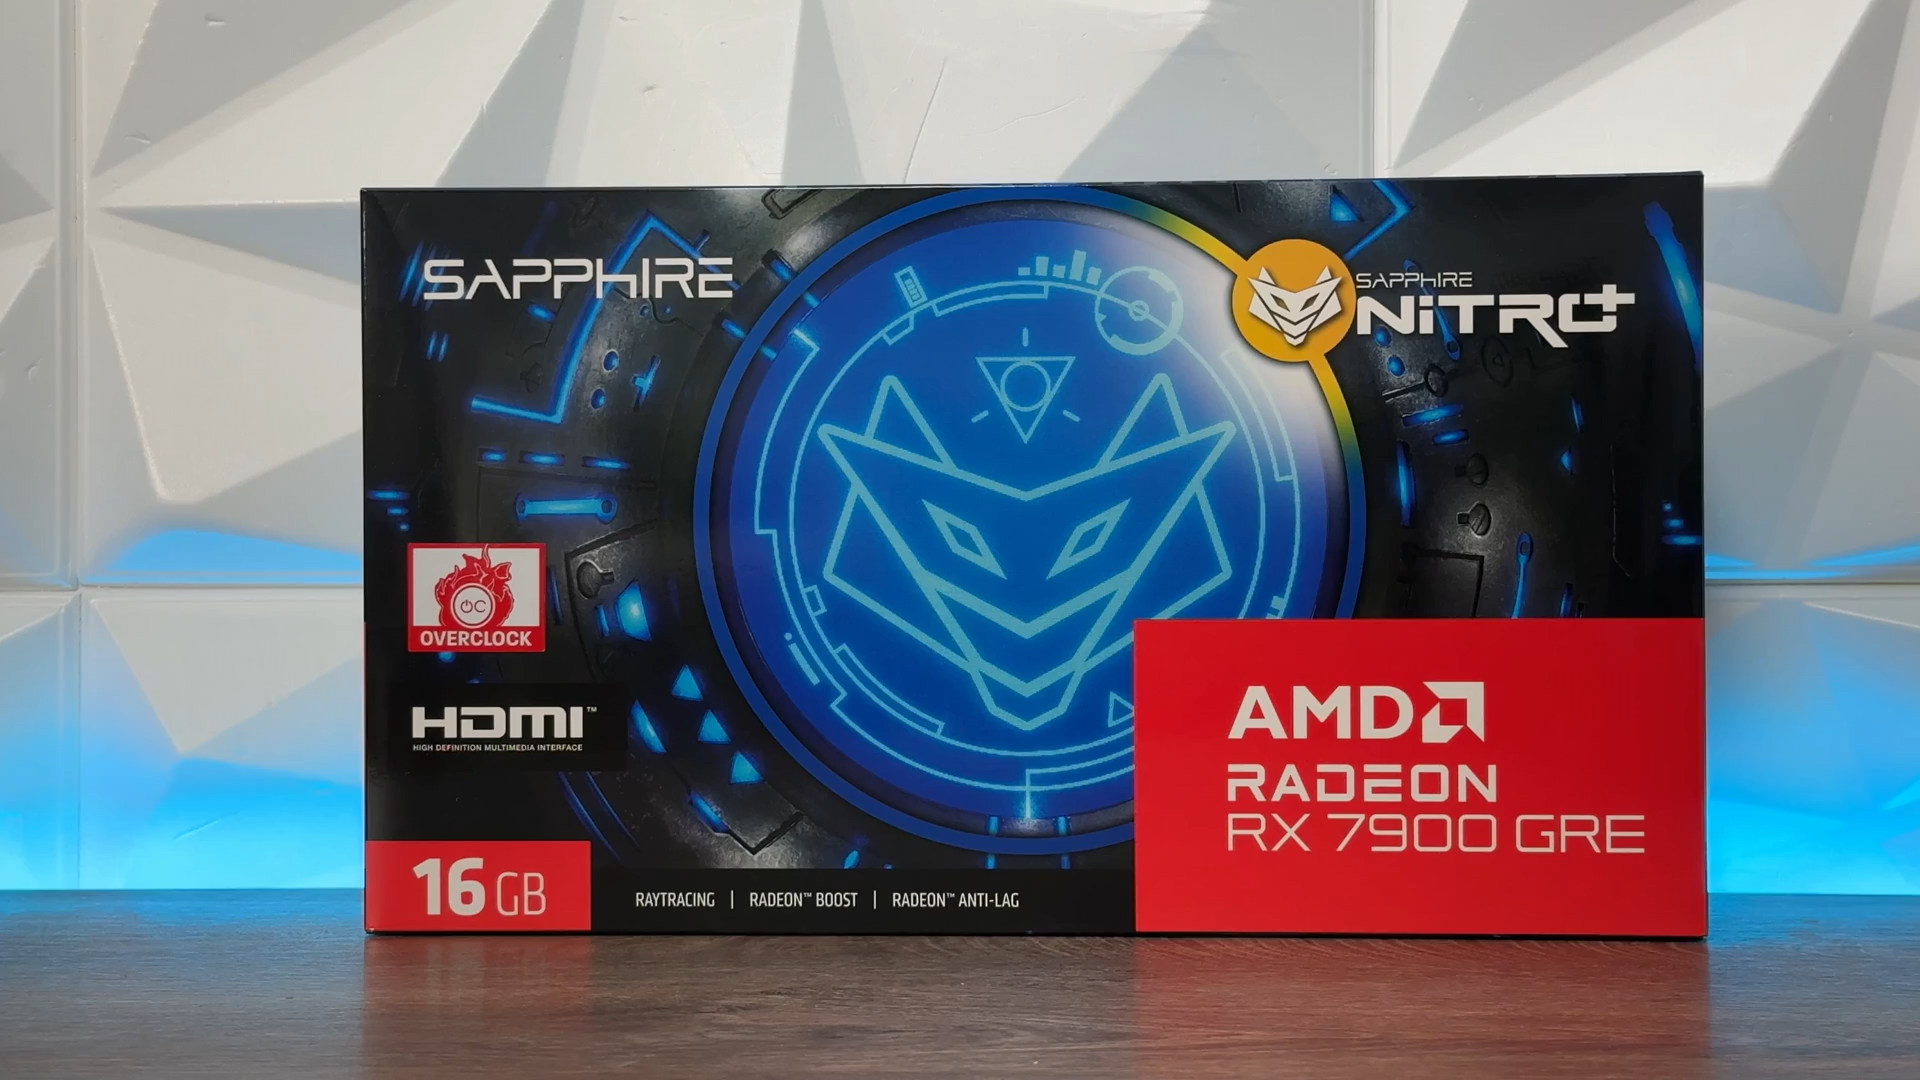 SAPPHIRE
SAPPHIRE
NITRO+
OC
OVERCLOCK
HDMI™
HIGH DEFINITION MULTIMEDIA INTERFACE
AMD
RADEON
RX 7900 GRE
16 GB
RAYTRACING | RADEON™ BOOST | RADEON™ ANTI-LAG